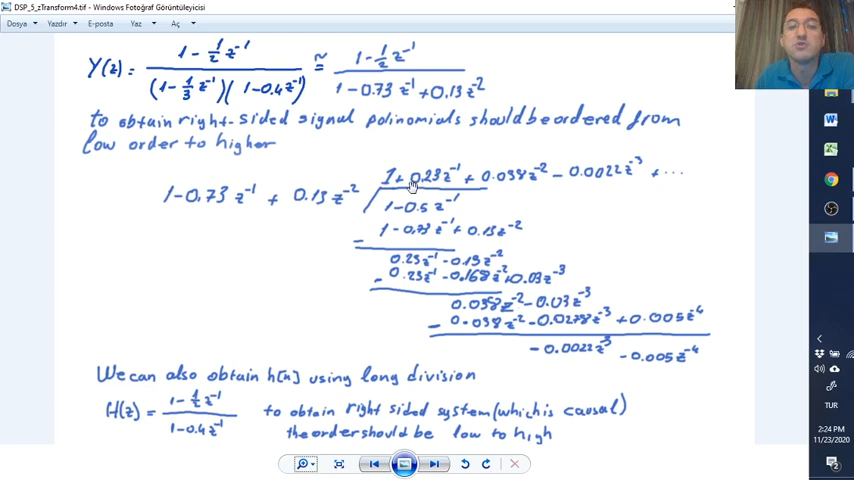 DSP_5_zTransform4.tif - Windows Fotoğraf Görüntüleyicisi
Dosya Yazdır E-posta Yaz Aç
Y(z) = (1 - 1/2 z^-1) / ((1 - 1/3 z^-1)(1 - 0.4z^-1)) ≅ (1 - 1/2 z^-1) / (1 - 0.73 z^-1 + 0.13 z^-2)
to obtain right-sided signal polinomials should be ordered from
low order to higher
1 + 0.23z^-1 + 0.038z^-2 - 0.0022z^-3 + ...
1 - 0.73 z^-1 + 0.13 z^-2
1 - 0.5 z^-1
- 1 - 0.73 z^-1 + 0.13 z^-2
0.23z^-1 - 0.13z^-2
- 0.23z^-1 - 0.168z^-2 + 0.03z^-3
0.038z^-2 - 0.03z^-3
- 0.038z^-2 - 0.0278z^-3 + 0.005z^-4
- 0.0022z^-3 - 0.005z^-4
We can also obtain h[n] using long division
H(z) = (1 - 1/2 z^-1) / (1 - 0.4z^-1) to obtain right sided system (which is causal)
the order should be low to high
TUR
2:24 PM
11/23/2020
2